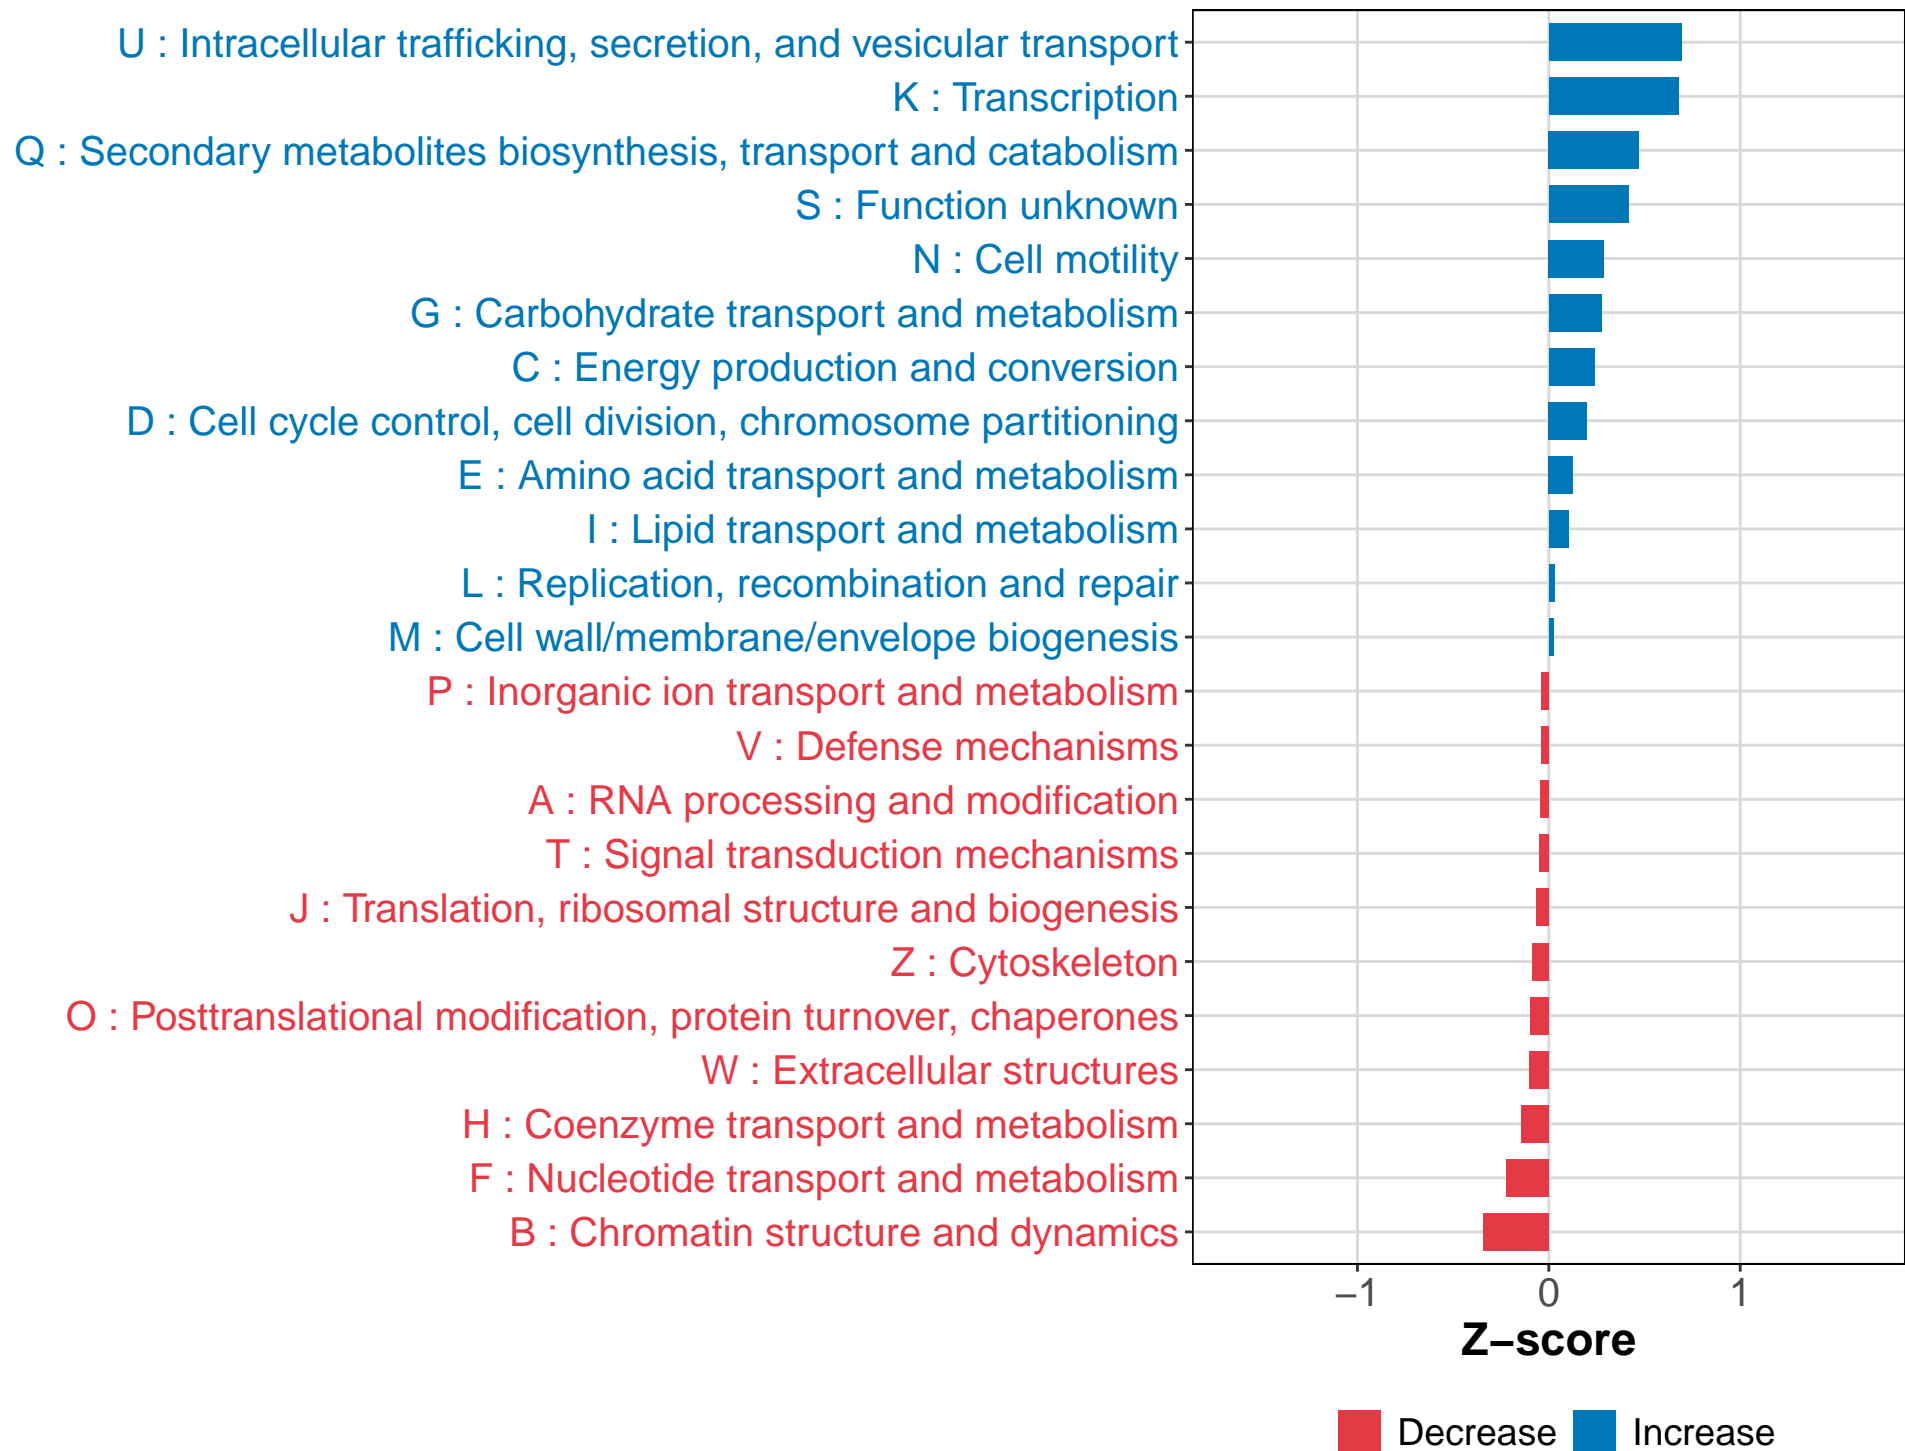 U : Intracellular trafficking, secretion, and vesicular transport
K : Transcription
Q : Secondary metabolites biosynthesis, transport and catabolism
S : Function unknown
N : Cell motility
G : Carbohydrate transport and metabolism
C : Energy production and conversion
D : Cell cycle control, cell division, chromosome partitioning
E : Amino acid transport and metabolism
I : Lipid transport and metabolism
L : Replication, recombination and repair
M : Cell wall/membrane/envelope biogenesis
P : Inorganic ion transport and metabolism
V : Defense mechanisms
A : RNA processing and modification
T : Signal transduction mechanisms
J : Translation, ribosomal structure and biogenesis
Z : Cytoskeleton
O : Posttranslational modification, protein turnover, chaperones
W : Extracellular structures
H : Coenzyme transport and metabolism
F : Nucleotide transport and metabolism
B : Chromatin structure and dynamics
−1 0 1
Z−score
Decrease Increase